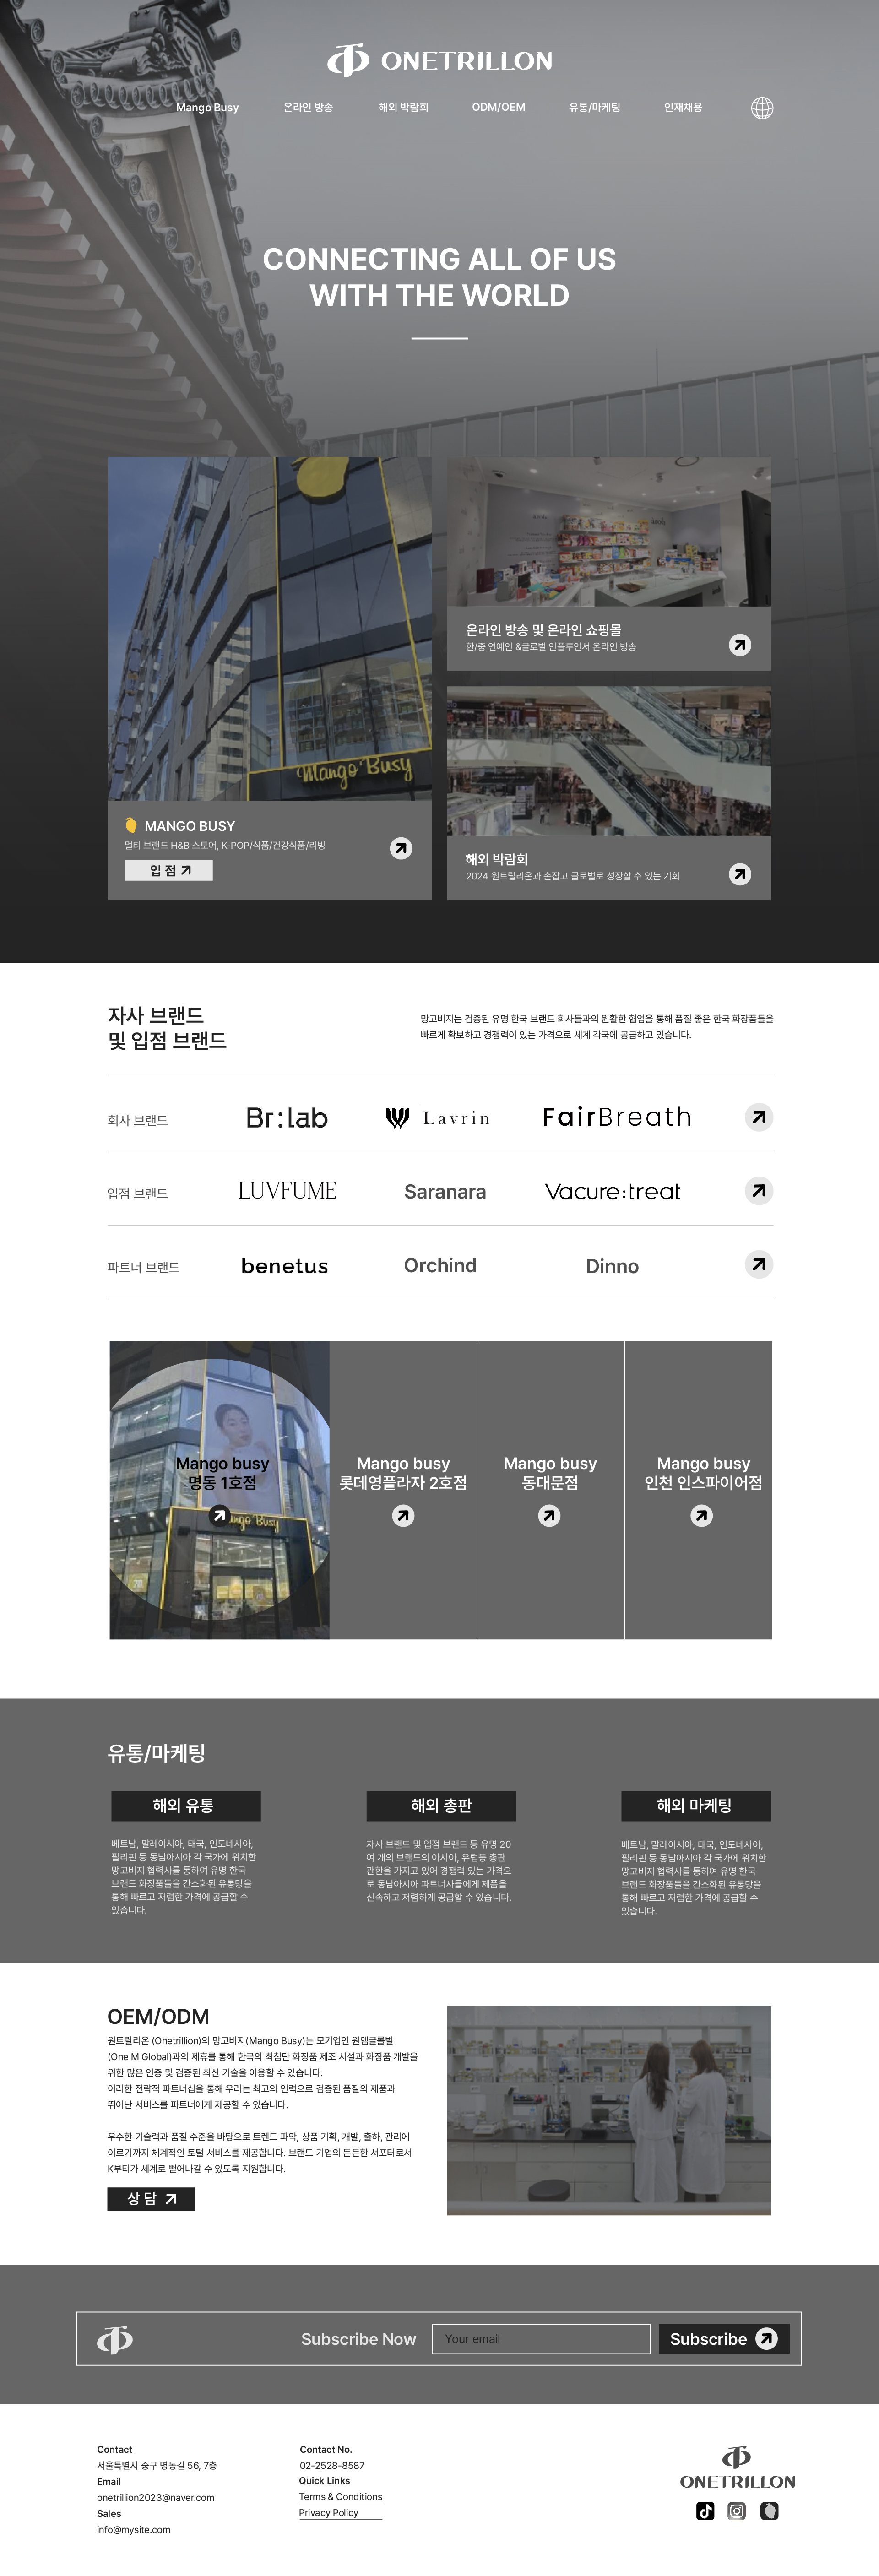 ONETRILLON
Mango Busy
온라인 방송
해외 박람회
ODM/OEM
유통/마케팅
인재채용
CONNECTING ALL OF US
WITH THE WORLD
Mango Busy
MANGO BUSY
멀티 브랜드 H&B 스토어, K-POP/식품/건강식품/리빙
입 점
온라인 방송 및 온라인 쇼핑몰
한/중 연예인 &글로벌 인플루언서 온라인 방송
해외 박람회
2024 원트릴리온과 손잡고 글로벌로 성장할 수 있는 기회
자사 브랜드
및 입점 브랜드
망고비지는 검증된 유명 한국 브랜드 회사들과의 원활한 협업을 통해 품질 좋은 한국 화장품들을
빠르게 확보하고 경쟁력이 있는 가격으로 세계 각국에 공급하고 있습니다.
회사 브랜드
Br:lab
Lavrin
FairBreath
입점 브랜드
LUVFUME
Saranara
Vacure:treat
파트너 브랜드
benetus
Orchind
Dinno
Mango busy
명동 1호점
Mango busy
롯데영플라자 2호점
Mango busy
동대문점
Mango busy
인천 인스파이어점
유통/마케팅
해외 유통
베트남, 말레이시아, 태국, 인도네시아,
필리핀 등 동남아시아 각 국가에 위치한
망고비지 협력사를 통하여 유명 한국
브랜드 화장품들을 간소화된 유통망을
통해 빠르고 저렴한 가격에 공급할 수
있습니다.
해외 총판
자사 브랜드 및 입점 브랜드 등 유명 20
여 개의 브랜드의 아시아, 유럽등 총판
관한을 가지고 있어 경쟁력 있는 가격으
로 동남아시아 파트너사들에게 제품을
신속하고 저렴하게 공급할 수 있습니다.
해외 마케팅
베트남, 말레이시아, 태국, 인도네시아,
필리핀 등 동남아시아 각 국가에 위치한
망고비지 협력사를 통하여 유명 한국
브랜드 화장품들을 간소화된 유통망을
통해 빠르고 저렴한 가격에 공급할 수
있습니다.
OEM/ODM
원트릴리온 (Onetrillion)의 망고비지(Mango Busy)는 모기업인 원엠글롤벌
(One M Global)과의 제휴를 통해 한국의 최첨단 화장품 제조 시설과 화장품 개발을
위한 많은 인증 및 검증된 최신 기술을 이용할 수 있습니다.
이러한 전략적 파트너십을 통해 우리는 최고의 인력으로 검증된 품질의 제품과
뛰어난 서비스를 파트너에게 제공할 수 있습니다.
우수한 기술력과 품질 수준을 바탕으로 트렌드 파악, 상품 기획, 개발, 출하, 관리에
이르기까지 체계적인 토털 서비스를 제공합니다. 브랜드 기업의 든든한 서포터로서
K부티가 세계로 뻗어나갈 수 있도록 지원합니다.
상 담
Subscribe Now
Your email
Subscribe
Contact
서울특별시 중구 명동길 56, 7층
Email
onetrillion2023@naver.com
Sales
info@mysite.com
Contact No.
02-2528-8587
Quick Links
Terms & Conditions
Privacy Policy
ONETRILLON